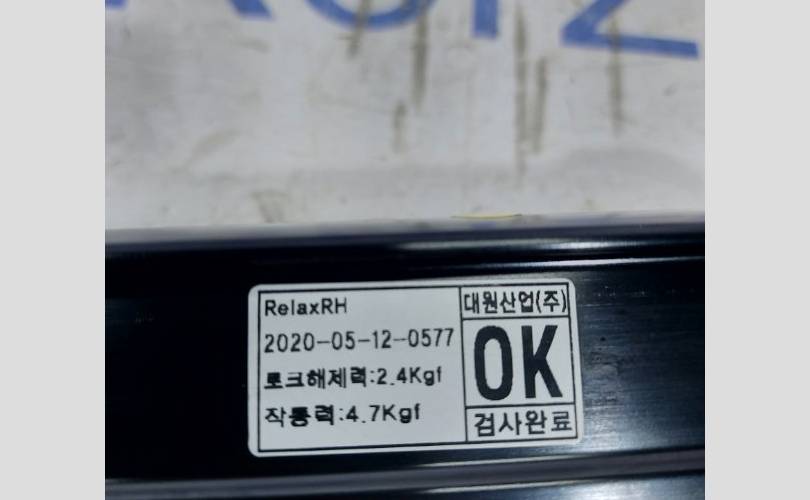 RelaxRH
2020-05-12-0577
토크해제력:2.4Kgf
작동력:4.7Kgf
대원산업(주)
OK
검사완료